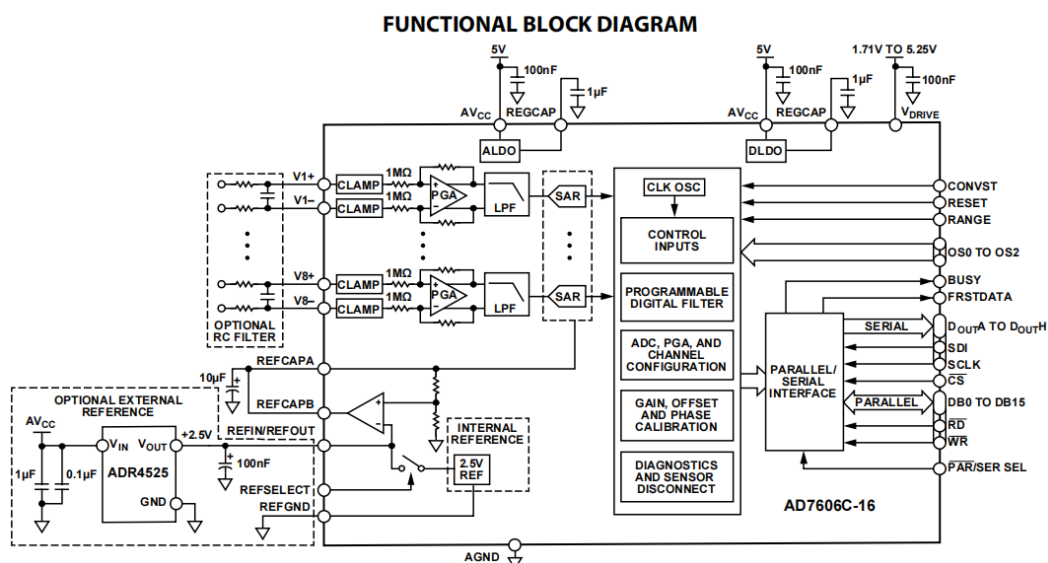 FUNCTIONAL BLOCK DIAGRAM
5V
100nF
1µF
5V
100nF
1µF
1.71V TO 5.25V
100nF
AVCC
REGCAP
AVCC
REGCAP
VDRIVE
ALDO
DLDO
V1+
CLAMP
1MΩ
V1–
CLAMP
1MΩ
+
PGA
–
LPF
SAR
V8+
CLAMP
1MΩ
V8–
CLAMP
1MΩ
+
PGA
–
LPF
SAR
OPTIONAL
RC FILTER
CLK OSC
CONTROL
INPUTS
PROGRAMMABLE
DIGITAL FILTER
ADC, PGA, AND
CHANNEL
CONFIGURATION
GAIN, OFFSET
AND PHASE
CALIBRATION
DIAGNOSTICS
AND SENSOR
DISCONNECT
CONVST
RESET
RANGE
OS0 TO OS2
BUSY
FRSTDATA
SERIAL
DOUTA TO DOUTH
SDI
SCLK
CS
PARALLEL/
SERIAL
INTERFACE
PARALLEL
DB0 TO DB15
RD
WR
PAR/SER SEL
REFCAPA
10µF
+
REFCAPB
+
–
REFIN/REFOUT
INTERNAL
REFERENCE
2.5V
REF
REFSELECT
REFGND
OPTIONAL EXTERNAL
REFERENCE
AVCC
1µF
0.1µF
VIN
VOUT
ADR4525
GND
+2.5V
+
100nF
AGND
AD7606C-16